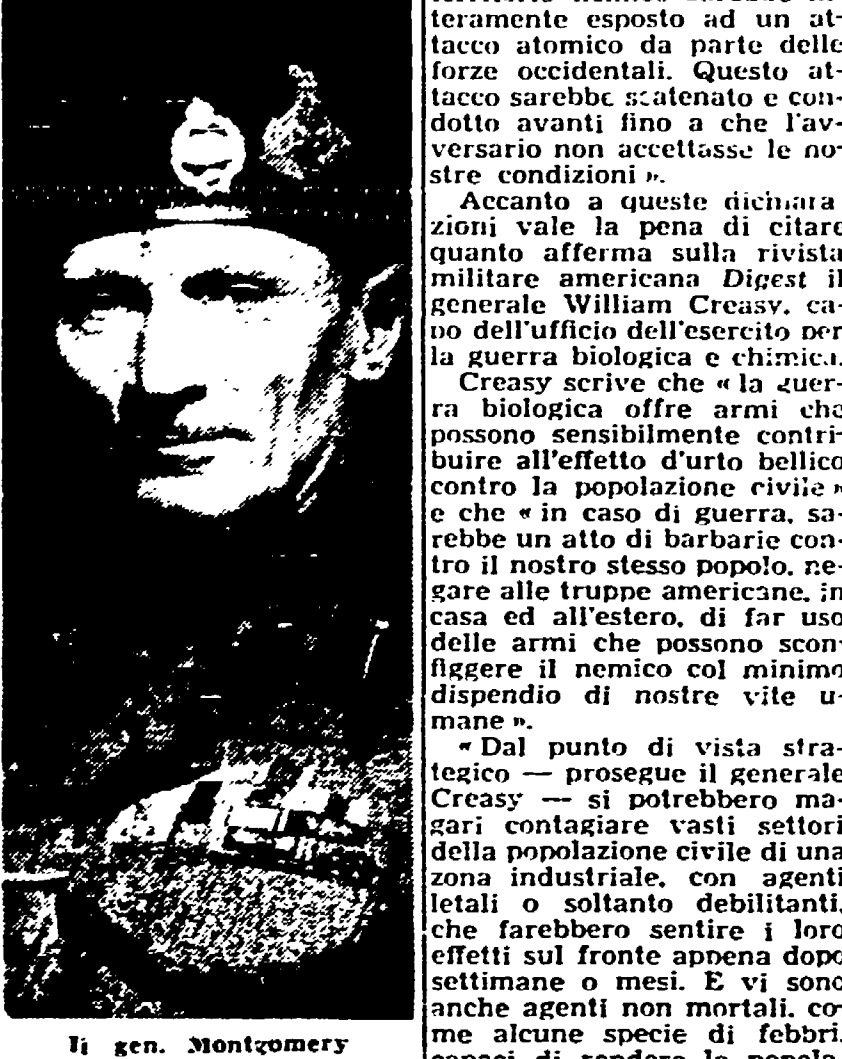 teramente esposto ad un at-
tacco atomico da parte delle
forze occidentali. Questo at-
tacco sarebbe scatenato e con-
dotto avanti fino a che l'av-
versario non accettasse le no-
stre condizioni ».
Accanto a queste dichiara
zioni vale la pena di citare
quanto afferma sulla rivista
militare americana Digest il
generale William Creasy, ca-
po dell'ufficio dell'esercito per
la guerra biologica e chimica.
Creasy scrive che « la guer-
ra biologica offre armi che
possono sensibilmente contri-
buire all'effetto d'urto bellico
contro la popolazione civile »
e che « in caso di guerra, sa-
rebbe un atto di barbarie con-
tro il nostro stesso popolo, ne-
gare alle truppe americane, in
casa ed all'estero, di far uso
delle armi che possono scon-
figgere il nemico col minimo
dispendio di nostre vite u-
mane ».
« Dal punto di vista stra-
tegico — prosegue il generale
Creasy — si potrebbero ma-
gari contagiare vasti settori
della popolazione civile di una
zona industriale, con agenti
letali o soltanto debilitanti,
che farebbero sentire i loro
effetti sul fronte appena dopo
settimane o mesi. E vi sono
anche agenti non mortali, co-
me alcune specie di febbri,
capaci di rendere la popola-
Il gen. Montgomery